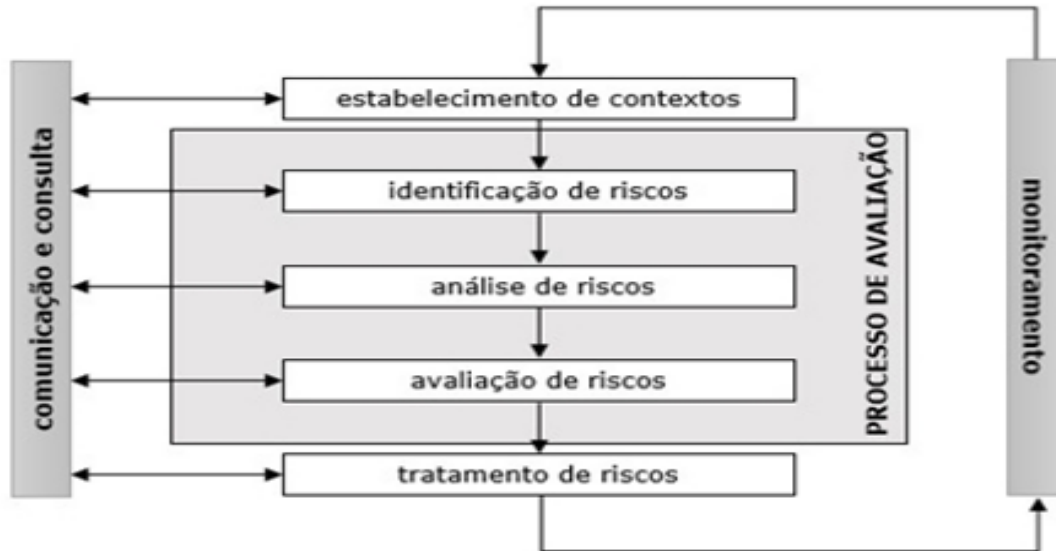 estabelecimento de contextos
comunicação e consulta
identificação de riscos
análise de riscos
avaliação de riscos
PROCESSO DE AVALIAÇÃO
tratamento de riscos
monitoramento